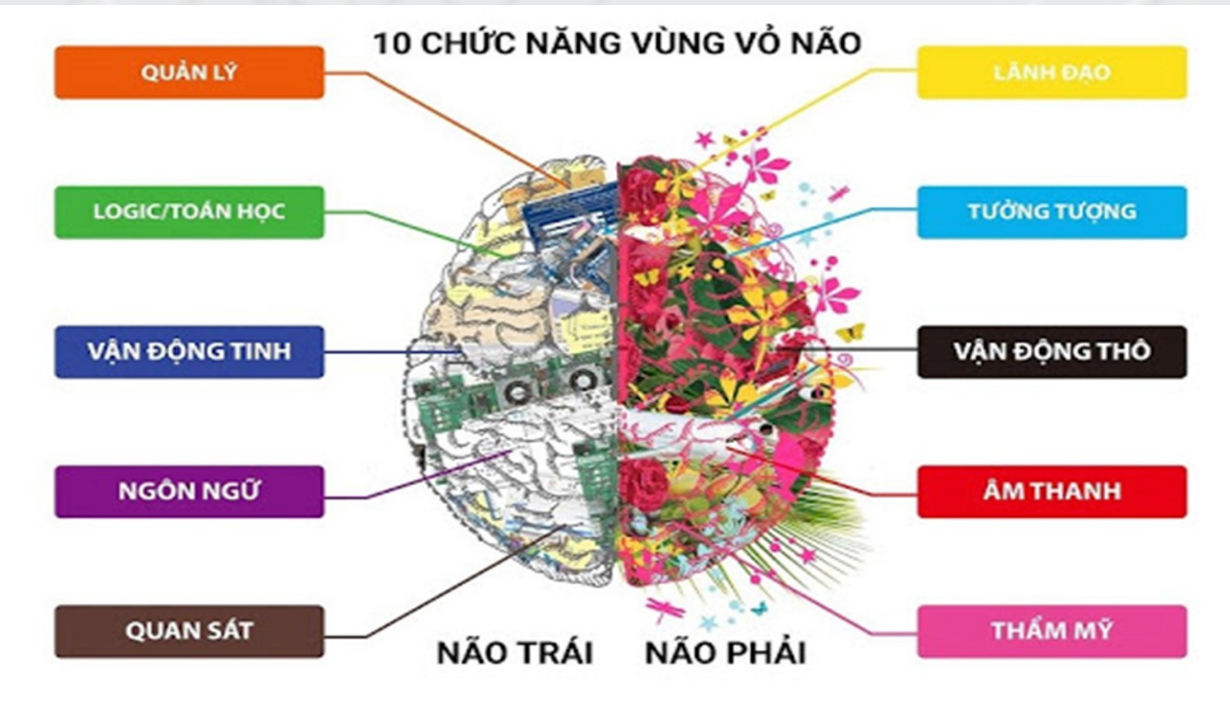 10 CHỨC NĂNG VÙNG VỎ NÃO
QUẢN LÝ
LOGIC/TOÁN HỌC
VẬN ĐỘNG TINH
NGÔN NGỮ
QUAN SÁT
LÃNH ĐẠO
TƯỞNG TƯỢNG
VẬN ĐỘNG THÔ
ÂM THANH
THẨM MỸ
NÃO TRÁI
NÃO PHẢI